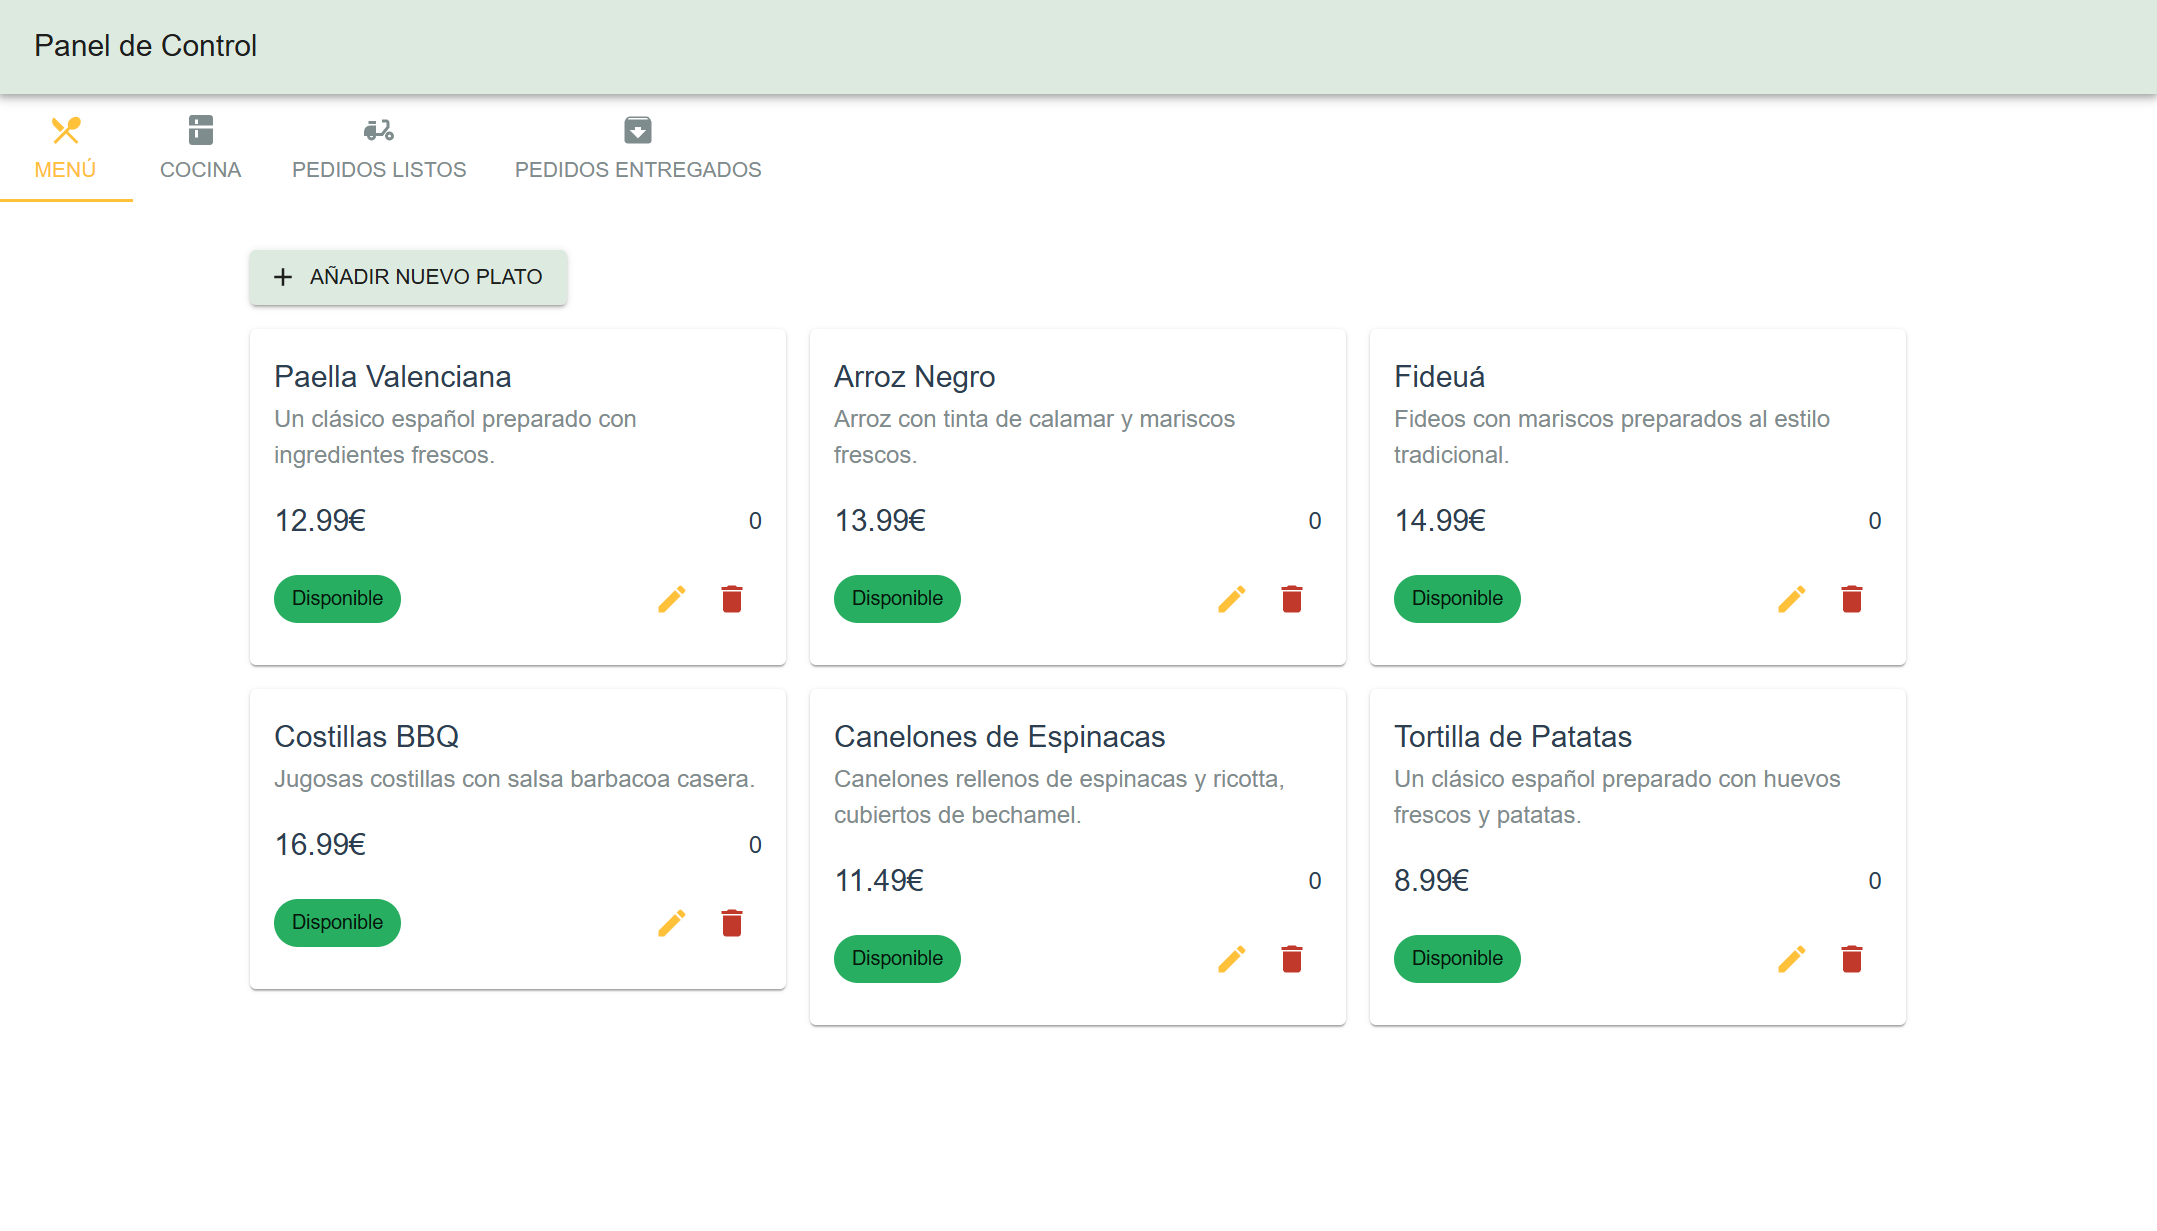 Panel de Control
MENÚ
COCINA
PEDIDOS LISTOS
PEDIDOS ENTREGADOS
AÑADIR NUEVO PLATO
Paella Valenciana
Un clásico español preparado con
ingredientes frescos.
12.99€
0
Disponible
Arroz Negro
Arroz con tinta de calamar y mariscos
frescos.
13.99€
0
Disponible
Fideuá
Fideos con mariscos preparados al estilo
tradicional.
14.99€
0
Disponible
Costillas BBQ
Jugosas costillas con salsa barbacoa casera.
16.99€
0
Disponible
Canelones de Espinacas
Canelones rellenos de espinacas y ricotta,
cubiertos de bechamel.
11.49€
0
Disponible
Tortilla de Patatas
Un clásico español preparado con huevos
frescos y patatas.
8.99€
0
Disponible